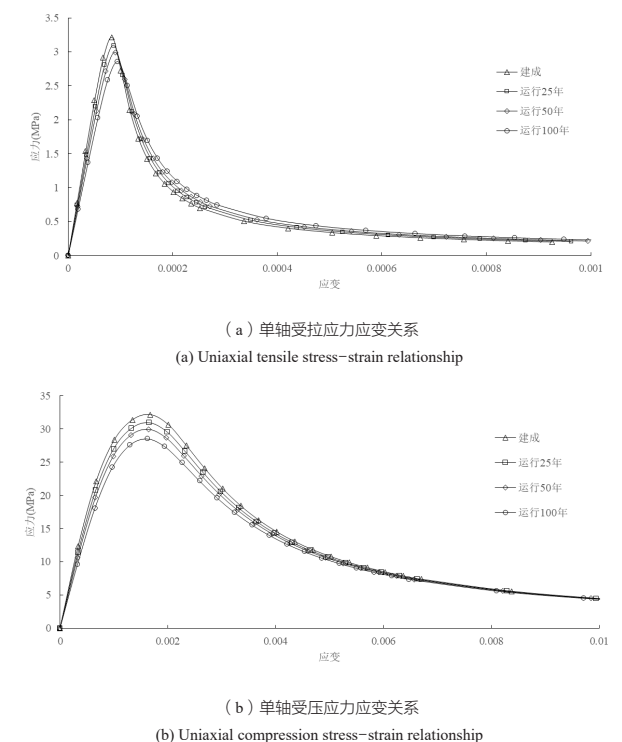 3.5
3
2.5
2
1.5
1
0.5
0
应力(MPa)
建成
运行25年
运行50年
运行100年
0 0.0002 0.0004 0.0006 0.0008 0.001
应变
（a）单轴受拉应力应变关系
(a) Uniaxial tensile stress−strain relationship
35
30
25
20
15
10
5
0
应力(MPa)
建成
运行25年
运行50年
运行100年
0 0.002 0.004 0.006 0.008 0.01
应变
（b）单轴受压应力应变关系
(b) Uniaxial compression stress−strain relationship